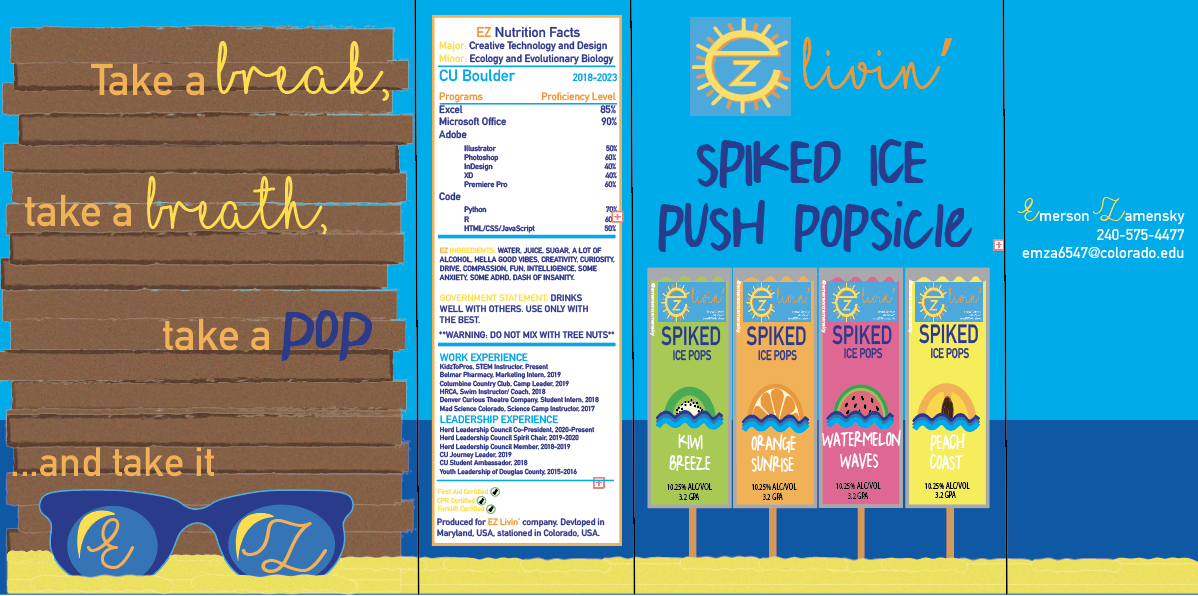 Take a break,
take a breath,
take a pop
...and take it
E Z
EZ Nutrition Facts
Major: Creative Technology and Design
Minor: Ecology and Evolutionary Biology
CU Boulder 2018-2023
Programs Proficiency Level
Excel 85%
Microsoft Office 90%
Adobe
Illustrator 50%
Photoshop 60%
InDesign 40%
XD 40%
Premiere Pro 60%
Code
Python 70%
R 60
HTML/CSS/JavaScript 50%
EZ INGREDIENTS: WATER, JUICE, SUGAR, A LOT OF
ALCOHOL, HELLA GOOD VIBES, CREATIVITY, CURIOSITY,
DRIVE, COMPASSION, FUN, INTELLIGENCE, SOME
ANXIETY, SOME ADHD, DASH OF INSANITY.
GOVERNMENT STATEMENT: DRINKS
WELL WITH OTHERS. USE ONLY WITH
THE BEST.
**WARNING: DO NOT MIX WITH TREE NUTS**
WORK EXPERIENCE
KidzToPros, STEM Instructor, Present
Belmar Pharmacy, Marketing Intern, 2019
Columbine Country Club, Camp Leader, 2019
HRCA, Swim Instructor/ Coach, 2018
Denver Curious Theatre Company, Student Intern, 2018
Mad Science Colorado, Science Camp Instructor, 2017
LEADERSHIP EXPERIENCE
Herd Leadership Council Co-President, 2020-Present
Herd Leadership Council Spirit Chair, 2019-2020
Herd Leadership Council Member, 2018-2019
CU Journey Leader, 2019
CU Student Ambassador, 2018
Youth Leadership of Douglas County, 2015-2016
First Aid Certified
CPR Certified
Forklift Certified
Produced for EZ Livin' company. Devloped in
Maryland, USA, stationed in Colorado, USA.
EZ livin'
SPIKED ICE
PUSH POPSICLE
EZ livin'
SPIKED
ICE POPS
KIWI
BREEZE
10.25% ALC/VOL
3.2 GPA
EZ livin'
SPIKED
ICE POPS
ORANGE
SUNRISE
10.25% ALC/VOL
3.2 GPA
EZ livin'
SPIKED
ICE POPS
WATERMELON
WAVES
10.25% ALC/VOL
3.2 GPA
EZ livin'
SPIKED
ICE POPS
PEACH
COAST
10.25% ALC/VOL
3.2 GPA
Emerson Zamensky
240-575-4477
emza6547@colorado.edu